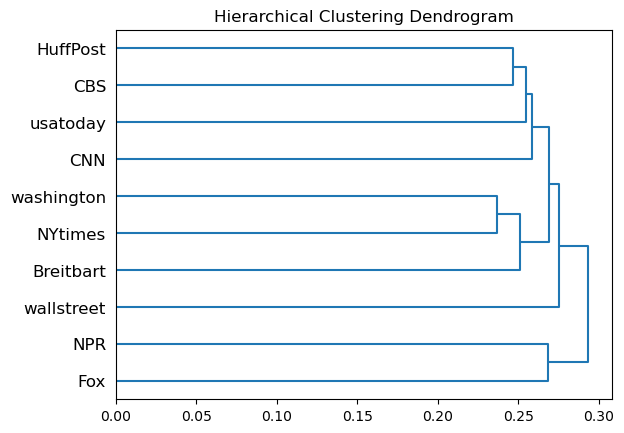 Hierarchical Clustering Dendrogram
HuffPost
CBS
usatoday
CNN
washington
NYtimes
Breitbart
wallstreet
NPR
Fox
0.00 0.05 0.10 0.15 0.20 0.25 0.30